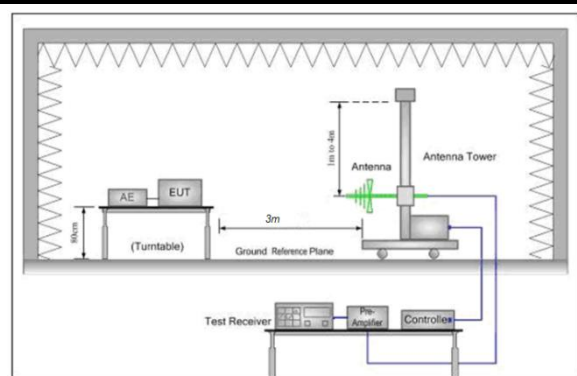 1m to 4m
Antenna
Antenna Tower
AE
EUT
80cm
(Turntable)
3m
Ground Reference Plane
Test Receiver
Pre-
Amplifier
Controller